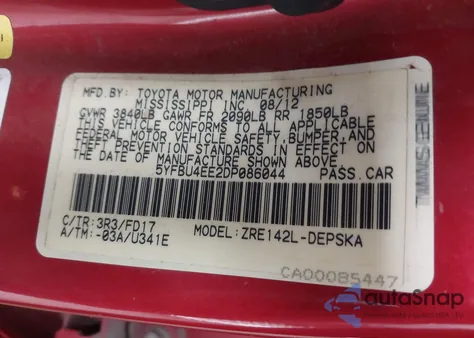 MFD.BY: TOYOTA MOTOR MANUFACTURING
MISSISSIPPI INC. 08/12
GVWR 3840LB GAWR FR 2090LB RR 1850LB
THIS VEHICLE CONFORMS TO ALL APPLICABLE
FEDERAL MOTOR VEHICLE SAFETY, BUMPER, AND
THEFT PREVENTION STANDARDS IN EFFECT ON
THE DATE OF MANUFACTURE SHOWN ABOVE.
5YFBU4EE2DP086044 PASS.CAR
C/TR:3R3/FD17 MODEL:ZRE142L-DEPSKA
A/TM:-03A/U341E
CA00085447
autoSnap